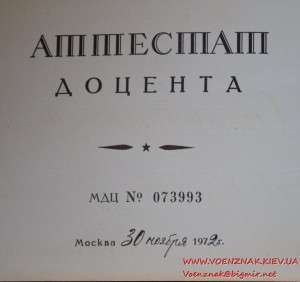 АТТЕСТАТ
ДОЦЕНТА
МДЦ № 073993
Москва 30 ноября 1972г.
WWW.VOENZNAK.KIEV.UA
Voenznak@bigmir.net